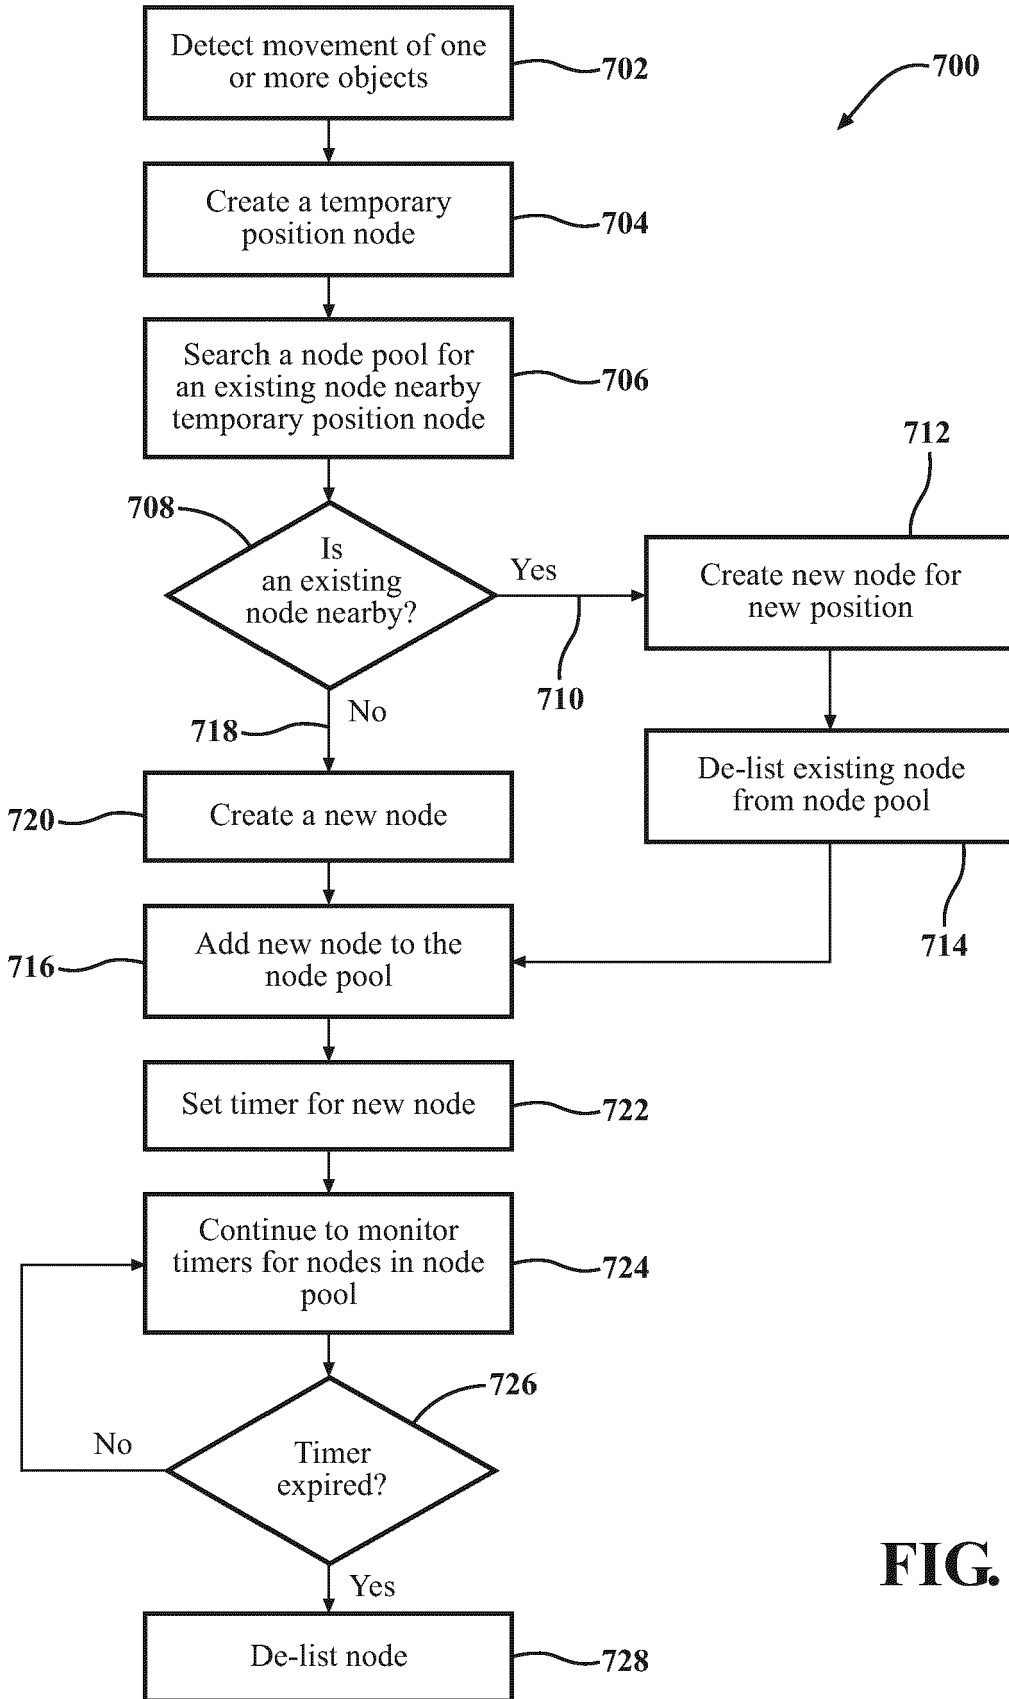 Detect movement of one
or more objects
702
700
Create a temporary
position node
704
Search a node pool for
an existing node nearby
temporary position node
706
708
Is
an existing
node nearby?
Yes
710
712
Create new node for
new position
De-list existing node
from node pool
714
No
718
720
Create a new node
716
Add new node to the
node pool
Set timer for new node
722
Continue to monitor
timers for nodes in node
pool
724
726
Timer
expired?
No
Yes
De-list node
728
FIG.